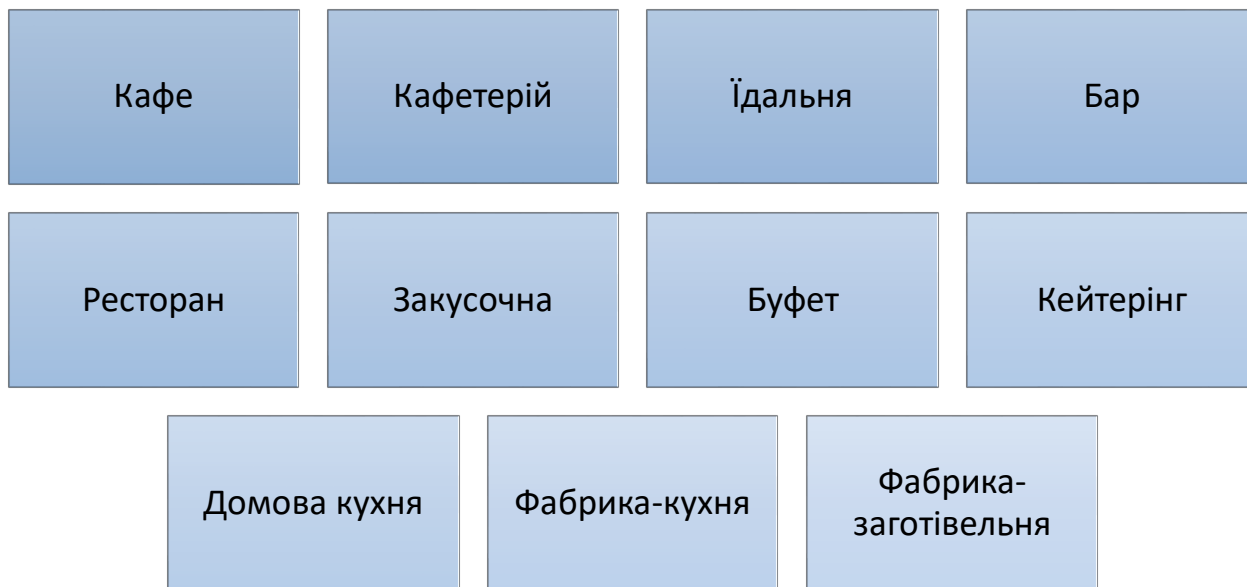 Кафе
Кафетерій
Їдальня
Бар
Ресторан
Закусочна
Буфет
Кейтерінг
Домова кухня
Фабрика-кухня
Фабрика-
заготівельня